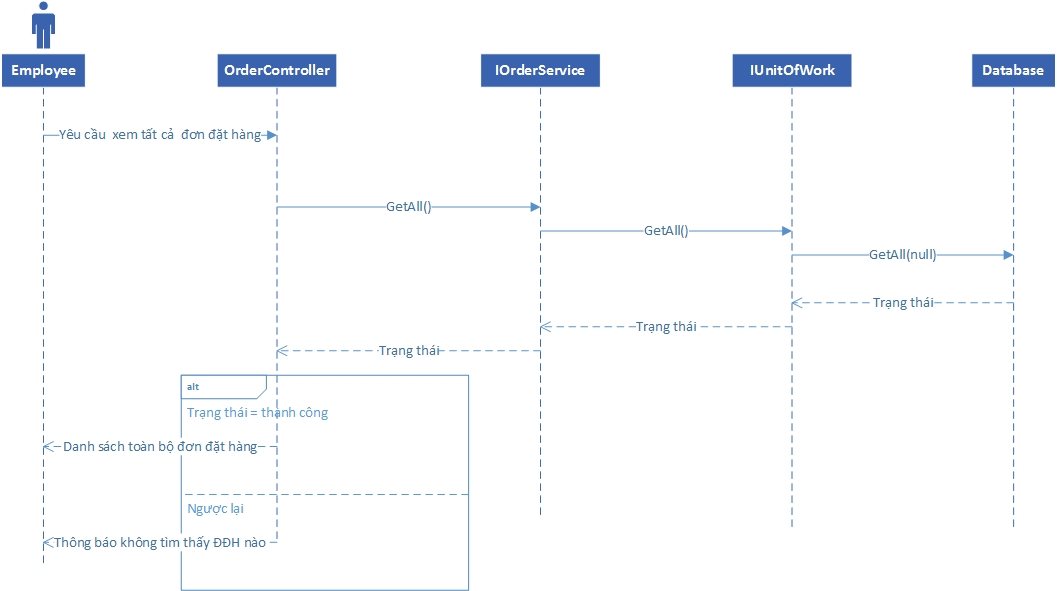 Employee
OrderController
IOrderService
IUnitOfWork
Database
Yêu cầu xem tất cả đơn đặt hàng
GetAll()
GetAll()
GetAll(null)
Trạng thái
Trạng thái
Trạng thái
alt
Trạng thái = thành công
Danh sách toàn bộ đơn đặt hàng
Ngược lại
Thông báo không tìm thấy ĐĐH nào